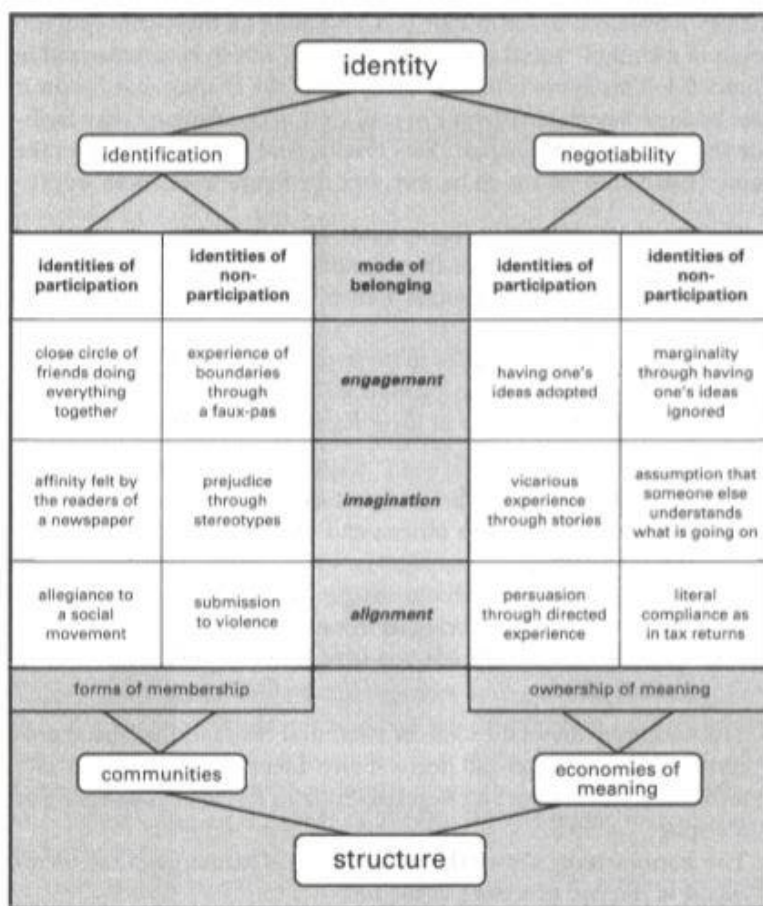 identity
identification
negotiability
identities of
participation
identities of
non-
participation
mode of
belonging
identities of
participation
identities of
non-
participation
close circle of
friends doing
everything
together
experience of
boundaries
through
a faux-pas
engagement
having one's
ideas adopted
marginality
through having
one's ideas
ignored
affinity felt by
the readers of
a newspaper
prejudice
through
stereotypes
imagination
vicarious
experience
through stories
assumption that
someone else
understands
what is going on
allegiance to
a social
movement
submission
to violence
alignment
persuasion
through directed
experience
literal
compliance as
in tax returns
forms of membership
ownership of meaning
communities
economies of
meaning
structure